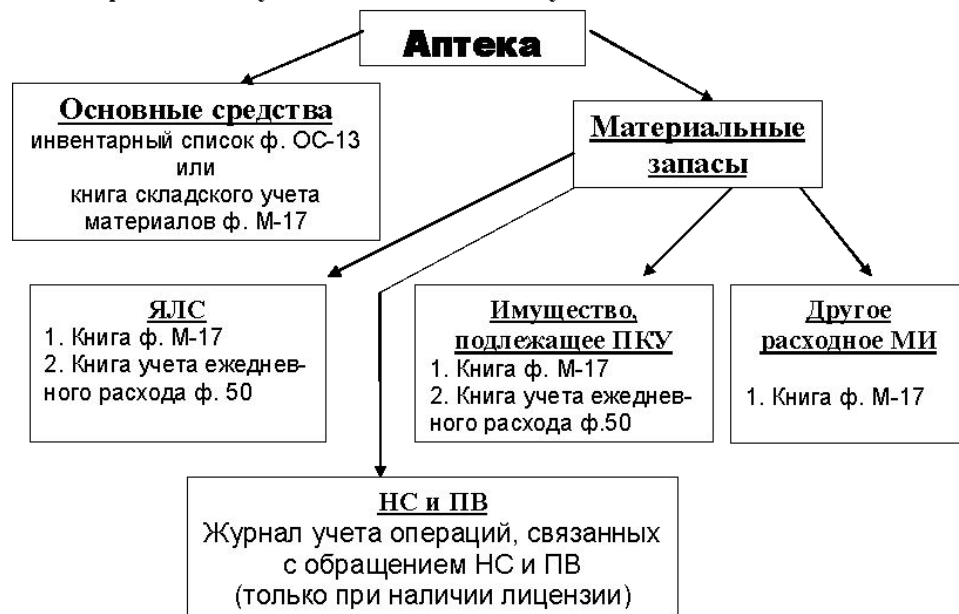 Аптека
Основные средства
инвентарный список ф. ОС-13
или
книга складского учета
материалов ф. М-17
Материальные
запасы
ЯЛС
1. Книга ф. М-17
2. Книга учета ежеднев-
ного расхода ф. 50
Имущество,
подлежащее ПКУ
1. Книга ф. М-17
2. Книга учета ежеднев-
ного расхода ф.50
Другое
расходное МИ
1. Книга ф. М-17
НС и ПВ
Журнал учета операций, связанных
с обращением НС и ПВ
(только при наличии лицензии)